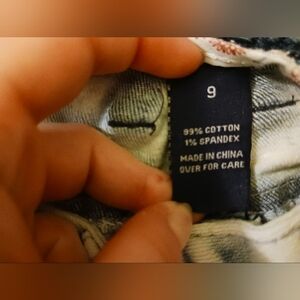 9
99% COTTON
1% SPANDEX
MADE IN CHINA
OVER FOR CARE